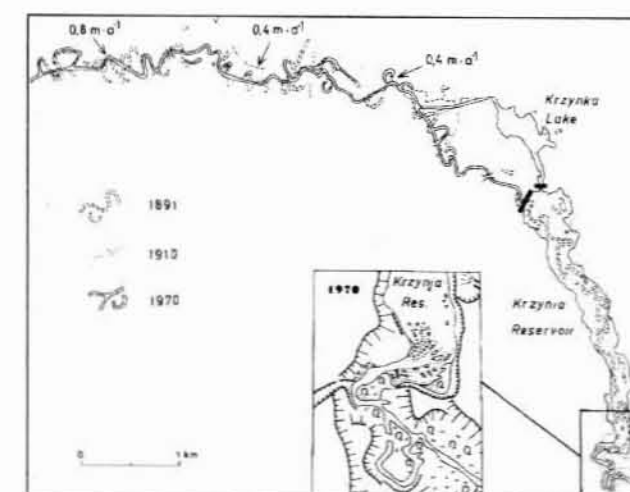 0,8 m·a⁻¹
0,4 m·a⁻¹
0,4 m·a⁻¹
Krzynka
Lake
1891
1910
1970
1970
Krzynia
Res.
Krzynia
Reservoir
0
1 km